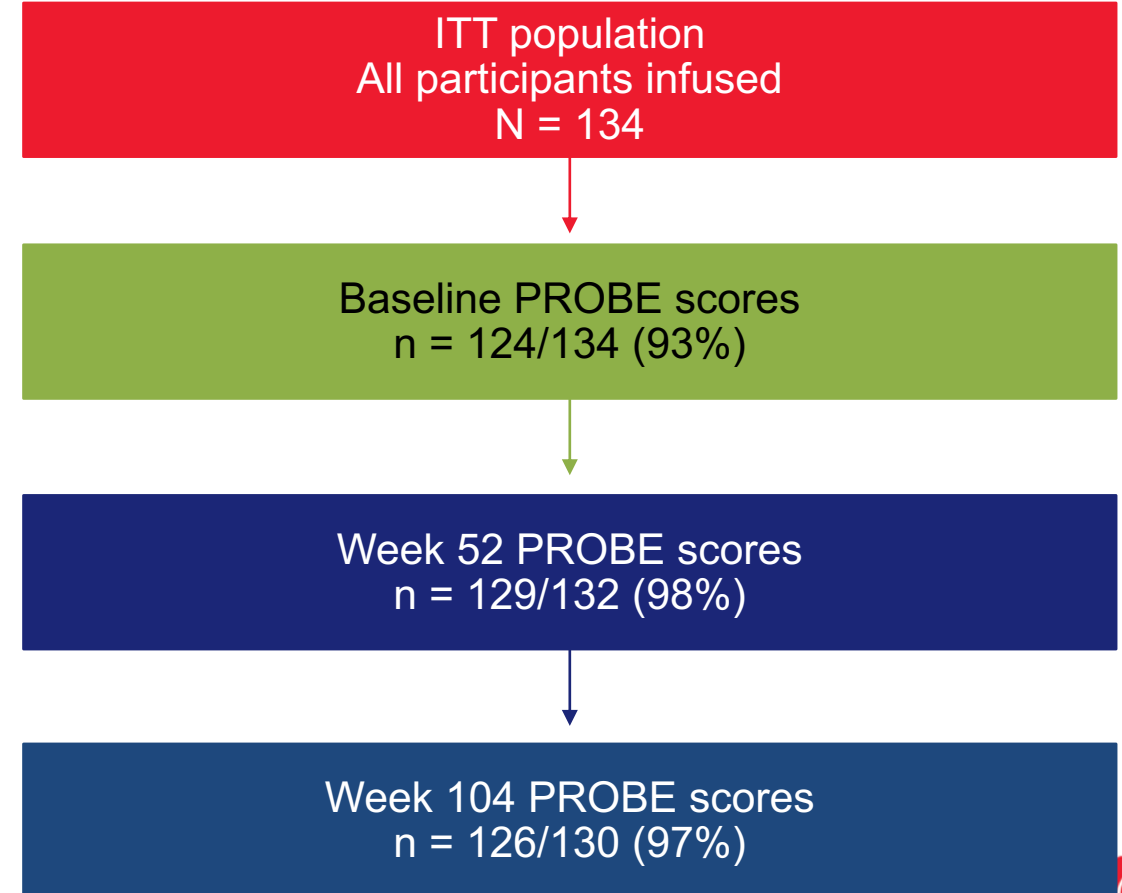 ITT population
All participants infused
N = 134
Baseline PROBE scores
n = 124/134 (93%)
Week 52 PROBE scores
n = 129/132 (98%)
Week 104 PROBE scores
n = 126/130 (97%)